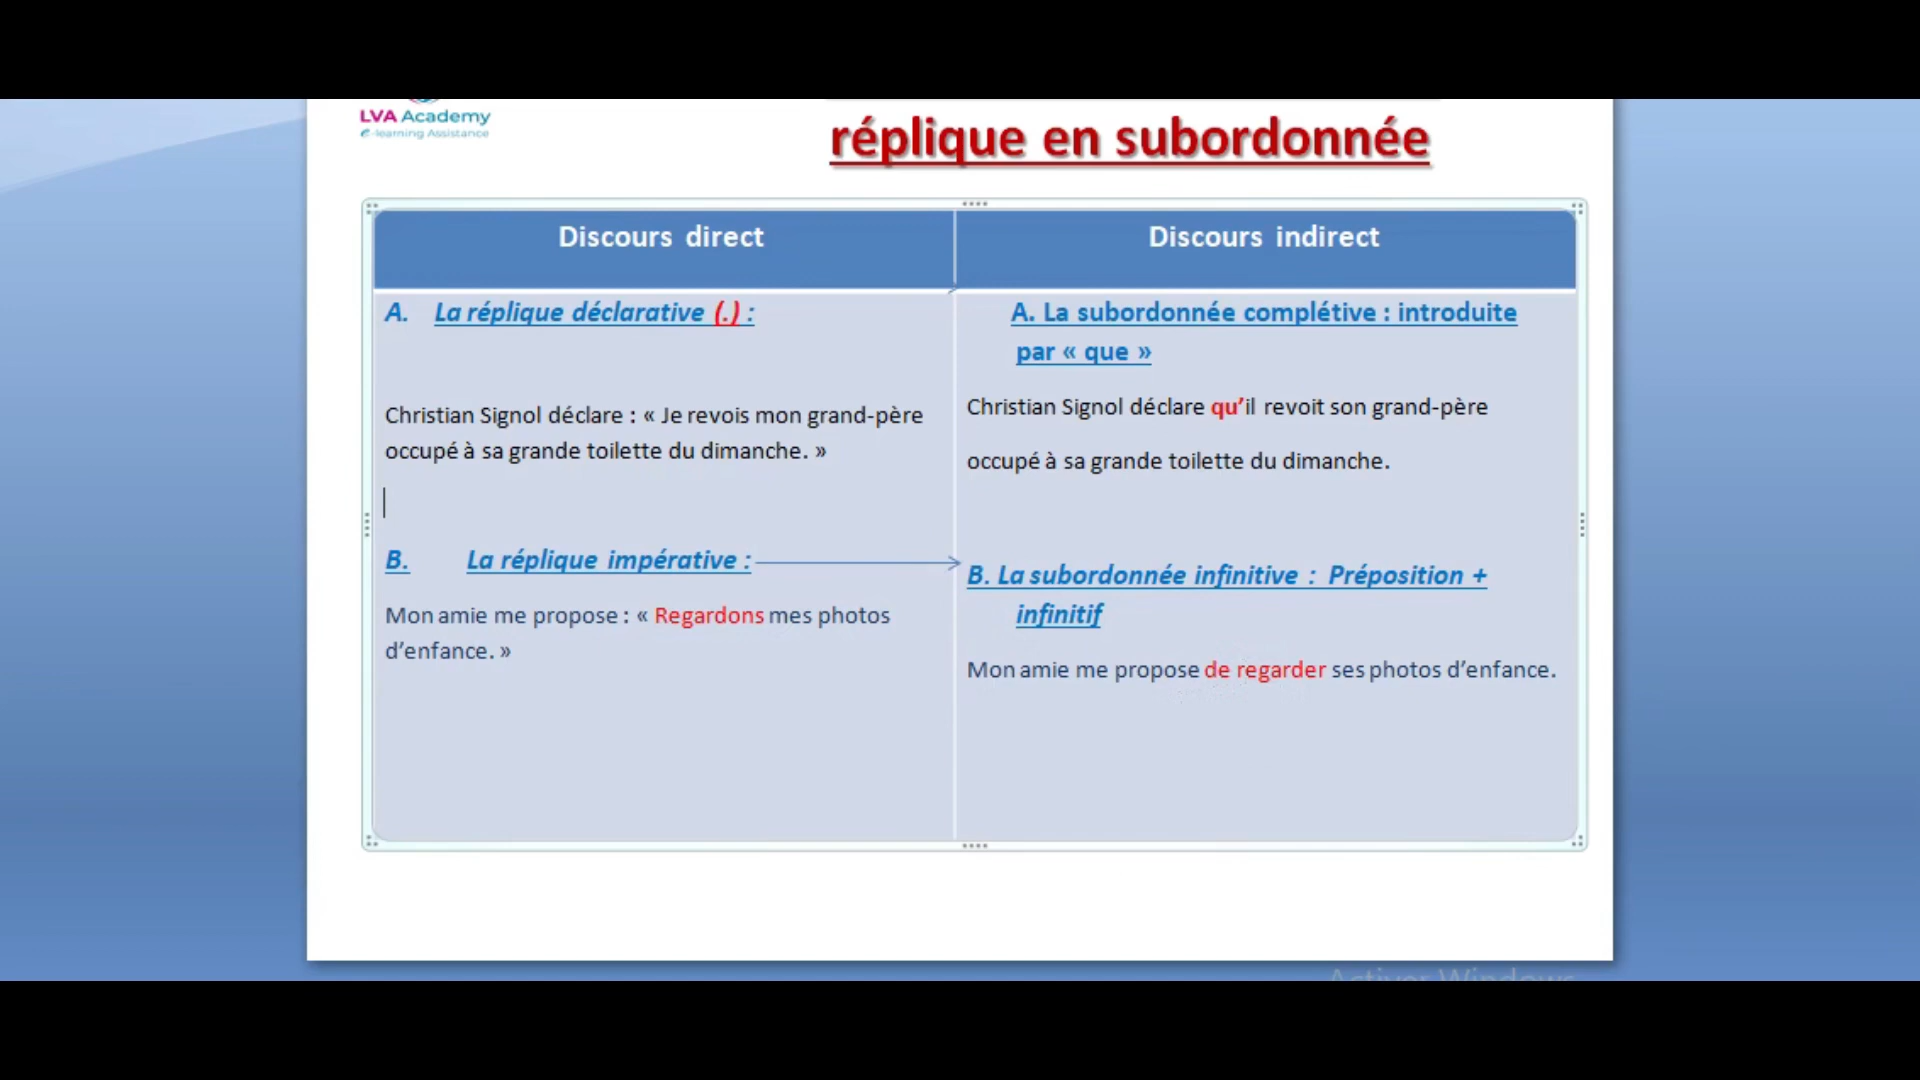 LVA Academy
e-learning Assistance
réplique en subordonnée
Discours direct
Discours indirect
A. La réplique déclarative (.) :
Christian Signol déclare : « Je revois mon grand-père
occupé à sa grande toilette du dimanche. »
B. La réplique impérative :
Mon amie me propose : « Regardons mes photos
d’enfance. »
A. La subordonnée complétive : introduite
par « que »
Christian Signol déclare qu’il revoit son grand-père
occupé à sa grande toilette du dimanche.
B. La subordonnée infinitive : Préposition +
infinitif
Mon amie me propose de regarder ses photos d’enfance.
Activer Windows